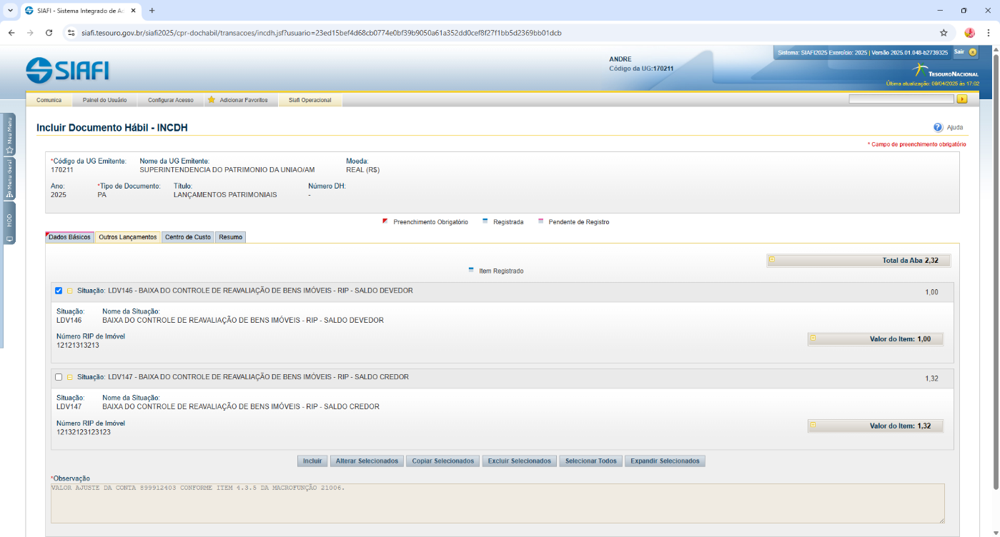 SIAFI - Sistema Integrado de Ad
siafi.tesouro.gov.br/siafi2025/cpr-dochabil/transacoes/incdh.jsf?usuario=23ed15bef4d68cb0774e0bf39b9050a61a352dd0cef8f27f1bb5d2369bb01dcb
SIAFI
ANDRE
Código da UG:170211
Sistema: SIAFI2025 Exercício: 2025 | Versão 2025.01.048-b2739325
Sair x
TESOURO NACIONAL
Última atualização: 09/04/2025 às 17:02
Comunica
Painel do Usuário
Configurar Acesso
Adicionar Favoritos
Siafi Operacional
Meu Menu
Menu Geral
HOD
Incluir Documento Hábil - INCDH
? Ajuda
* Campo de preenchimento obrigatório
*Código da UG Emitente: Nome da UG Emitente: Moeda:
170211 SUPERINTENDENCIA DO PATRIMONIO DA UNIAO/AM REAL (R$)
Ano: *Tipo de Documento: Título: Número DH:
2025 PA LANÇAMENTOS PATRIMONIAIS -
Preenchimento Obrigatório Registrada Pendente de Registro
Dados Básicos Outros Lançamentos Centro de Custo Resumo
Total da Aba 2,32
Item Registrado
Situação: LDV146 - BAIXA DO CONTROLE DE REAVALIAÇÃO DE BENS IMÓVEIS - RIP - SALDO DEVEDOR 1,00
Situação: Nome da Situação:
LDV146 BAIXA DO CONTROLE DE REAVALIAÇÃO DE BENS IMÓVEIS - RIP - SALDO DEVEDOR
Número RIP de Imóvel
12121313213
Valor do Item: 1,00
Situação: LDV147 - BAIXA DO CONTROLE DE REAVALIAÇÃO DE BENS IMÓVEIS - RIP - SALDO CREDOR 1,32
Situação: Nome da Situação:
LDV147 BAIXA DO CONTROLE DE REAVALIAÇÃO DE BENS IMÓVEIS - RIP - SALDO CREDOR
Número RIP de Imóvel
12132123123123
Valor do Item: 1,32
Incluir Alterar Selecionados Copiar Selecionados Excluir Selecionados Selecionar Todos Expandir Selecionados
*Observação
VALOR AJUSTE DA CONTA 899912403 CONFORME ITEM 4.3.5 DA MACROFUNÇÃO 21006.